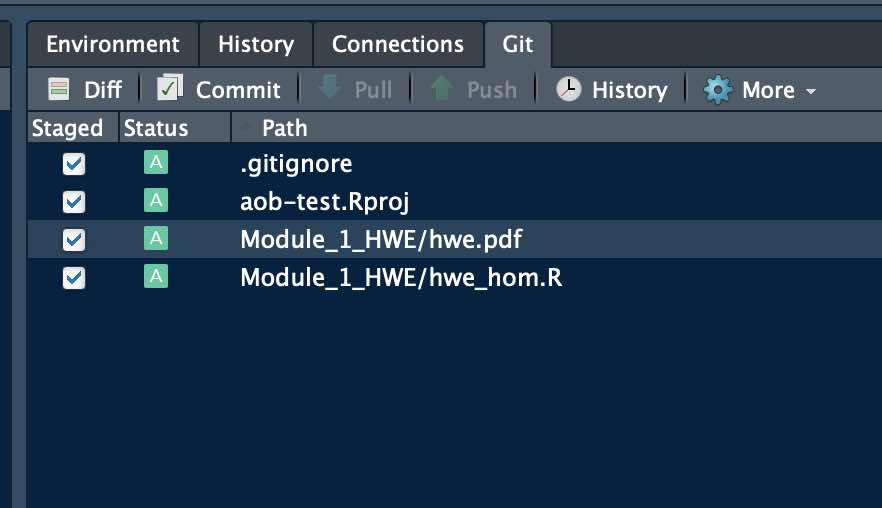 Environment History Connections Git
Diff Commit Pull Push History More
Staged Status Path
A .gitignore
A aob-test.Rproj
A Module_1_HWE/hwe.pdf
A Module_1_HWE/hwe_hom.R